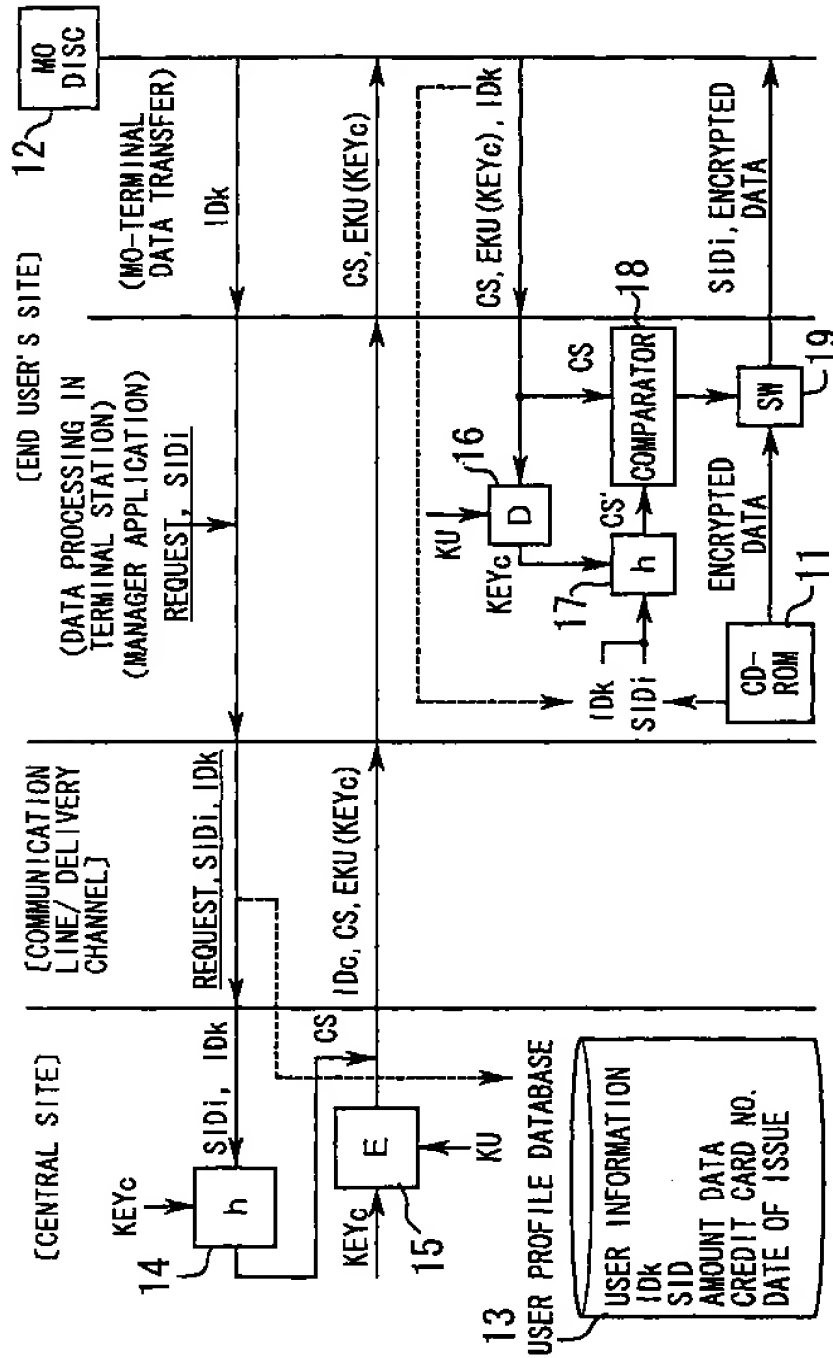 [CENTRAL SITE]
KEYc
SIDi, IDk
h
14
CS
KEYc
E
15
KU
13
USER PROFILE DATABASE
USER INFORMATION
IDk
SID
AMOUNT DATA
CREDIT CARD NO.
DATE OF ISSUE
[COMMUNICATION
LINE/ DELIVERY
CHANNEL]
REQUEST, SIDi, IDk
IDc, CS, EKU(KEYc)
[END USER'S SITE]
(DATA PROCESSING IN
TERMINAL STATION)
(MANAGER APPLICATION)
REQUEST, SIDi
KU
16
D
KEYc
17
h
CS'
CS
COMPARATOR
18
IDk
SIDi
CD-
ROM
11
ENCRYPTED
DATA
SW
19
12
MO
DISC
(MO-TERMINAL
DATA TRANSFER)
IDk
CS, EKU(KEYc)
CS, EKU(KEYc), IDk
SIDi, ENCRYPTED
DATA